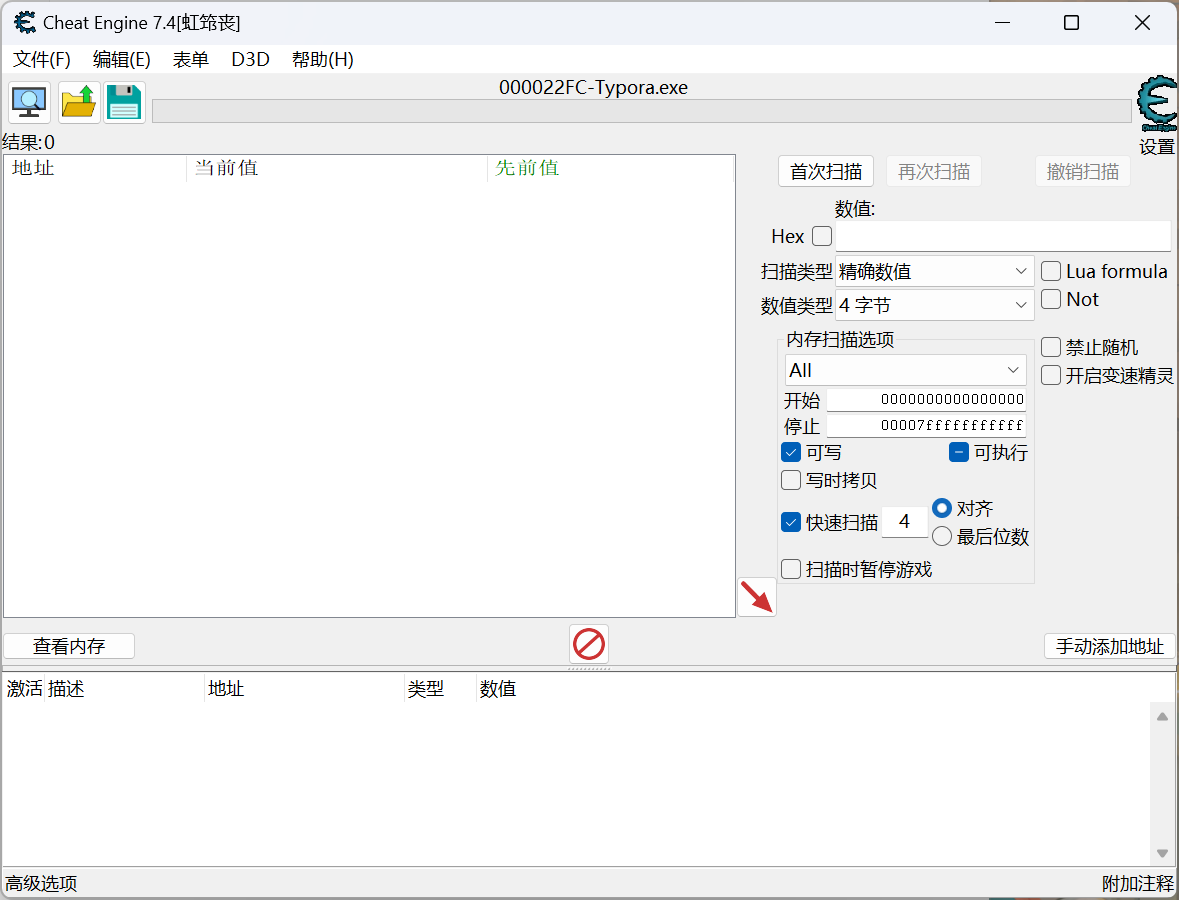 Cheat Engine 7.4[虹筇丧]
文件(F) 编辑(E) 表单 D3D 帮助(H)
000022FC-Typora.exe
Cheat Engine
设置
结果:0
地址 当前值 先前值
首次扫描 再次扫描 撤销扫描
数值:
Hex
扫描类型 精确数值 Lua formula
数值类型 4 字节 Not
内存扫描选项
All
禁止随机
开启变速精灵
开始 0000000000000000
停止 00007fffffffffff
可写 可执行
写时拷贝
快速扫描 4 对齐
最后位数
扫描时暂停游戏
查看内存 手动添加地址
激活 描述 地址 类型 数值
高级选项 附加注释